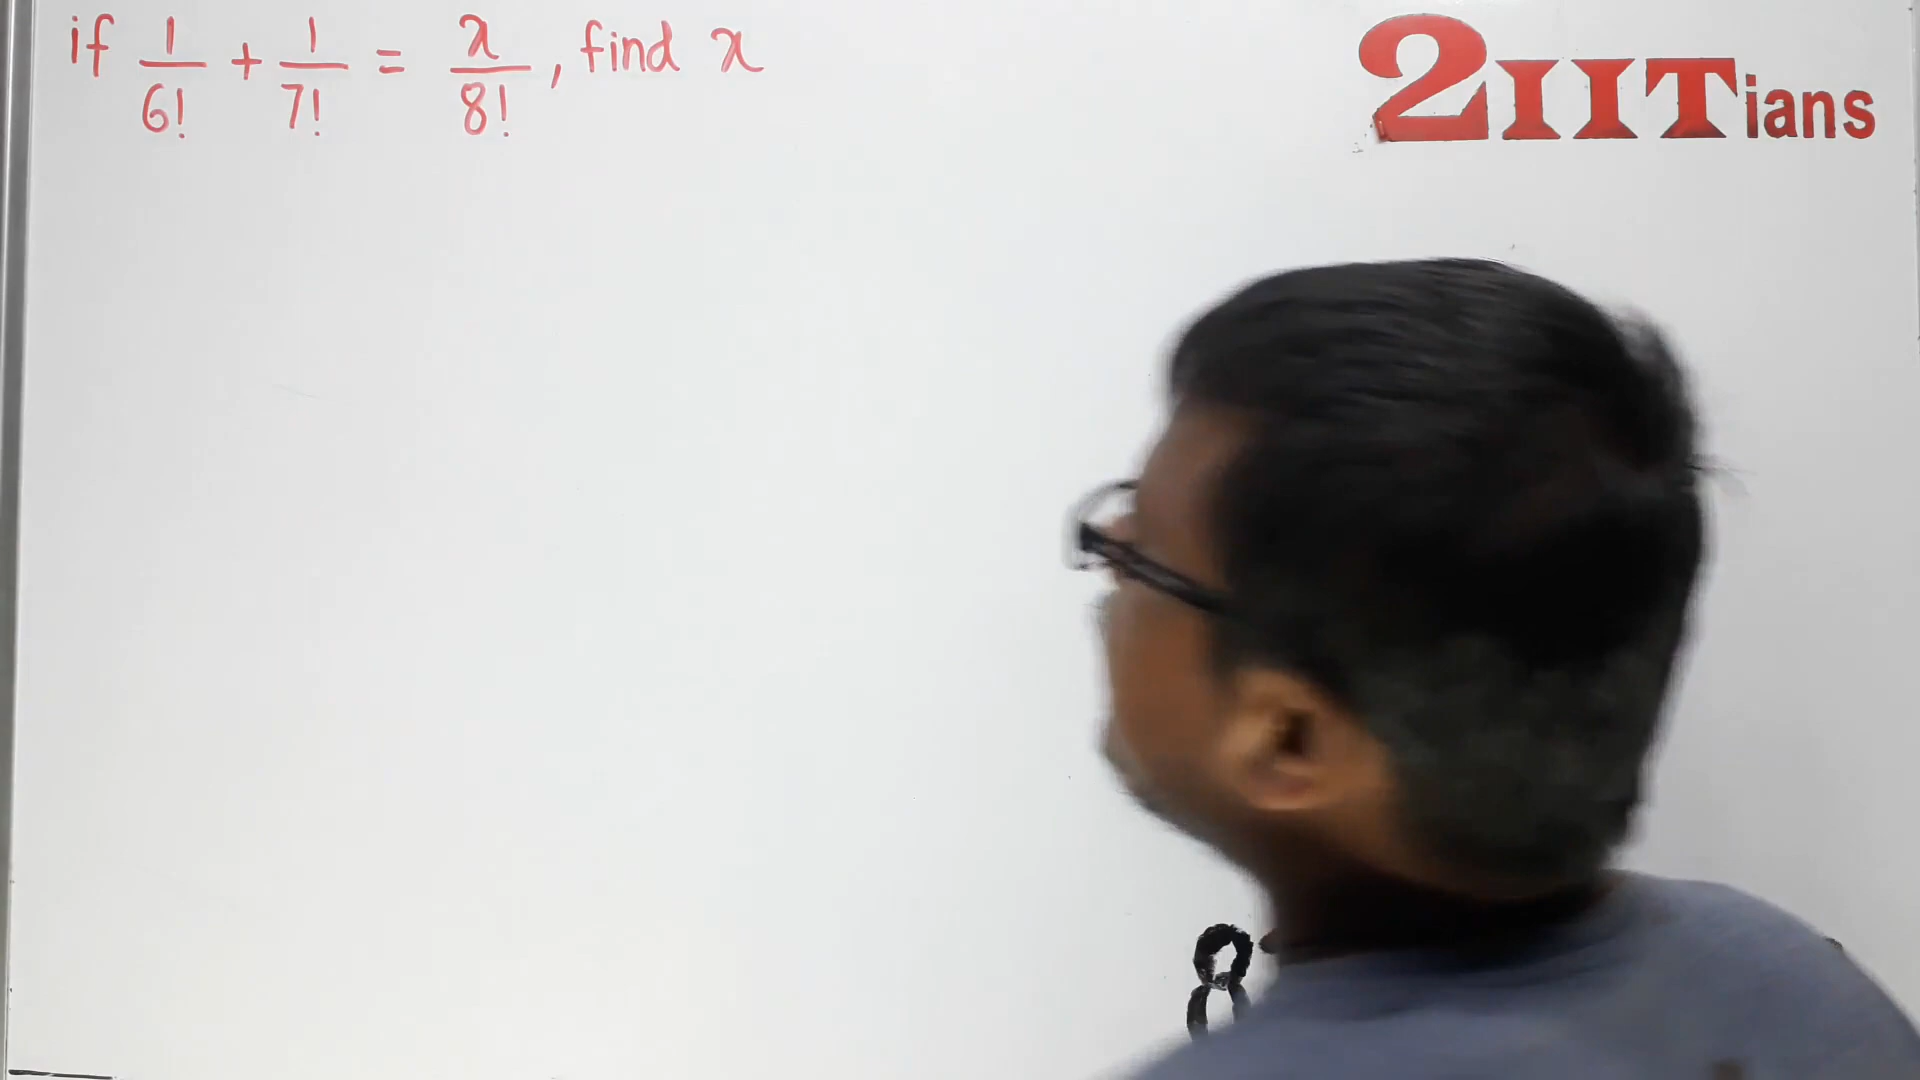 if 1/6! + 1/7! = x/8!, find x
2IITians
8